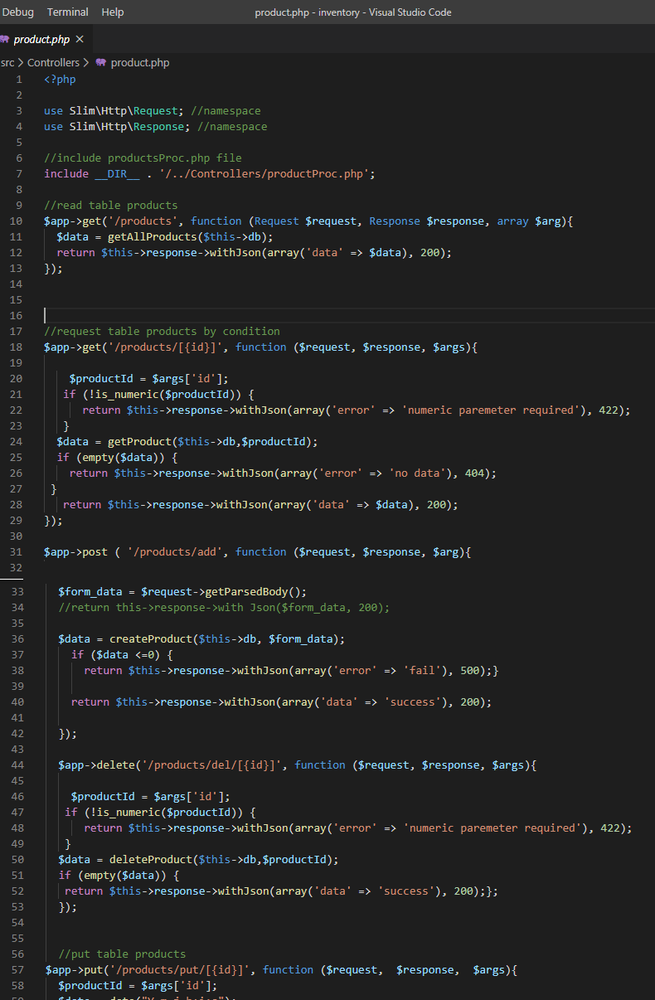 Debug Terminal Help product.php - inventory - Visual Studio Code
product.php ×
src > Controllers > product.php
1 <?php
2
3 use Slim\Http\Request; //namespace
4 use Slim\Http\Response; //namespace
5
6 //include productsProc.php file
7 include __DIR__ . '/../Controllers/productProc.php';
8
9 //read table products
10 $app->get('/products', function (Request $request, Response $response, array $arg){
11 $data = getAllProducts($this->db);
12 return $this->response->withJson(array('data' => $data), 200);
13 });
14
15
16
17 //request table products by condition
18 $app->get('/products/[{id}]', function ($request, $response, $args){
19
20 $productId = $args['id'];
21 if (!is_numeric($productId)) {
22 return $this->response->withJson(array('error' => 'numeric paremeter required'), 422);
23 }
24 $data = getProduct($this->db,$productId);
25 if (empty($data)) {
26 return $this->response->withJson(array('error' => 'no data'), 404);
27 }
28 return $this->response->withJson(array('data' => $data), 200);
29 });
30
31 $app->post ( '/products/add', function ($request, $response, $arg){
32
33 $form_data = $request->getParsedBody();
34 //return this->response->with Json($form_data, 200);
35
36 $data = createProduct($this->db, $form_data);
37 if ($data <=0) {
38 return $this->response->withJson(array('error' => 'fail'), 500);}
39
40 return $this->response->withJson(array('data' => 'success'), 200);
41
42 });
43
44 $app->delete('/products/del/[{id}]', function ($request, $response, $args){
45
46 $productId = $args['id'];
47 if (!is_numeric($productId)) {
48 return $this->response->withJson(array('error' => 'numeric paremeter required'), 422);
49 }
50 $data = deleteProduct($this->db,$productId);
51 if (empty($data)) {
52 return $this->response->withJson(array('data' => 'success'), 200);};
53 });
54
55
56 //put table products
57 $app->put('/products/put/[{id}]', function ($request, $response, $args){
58 $productId = $args['id'];